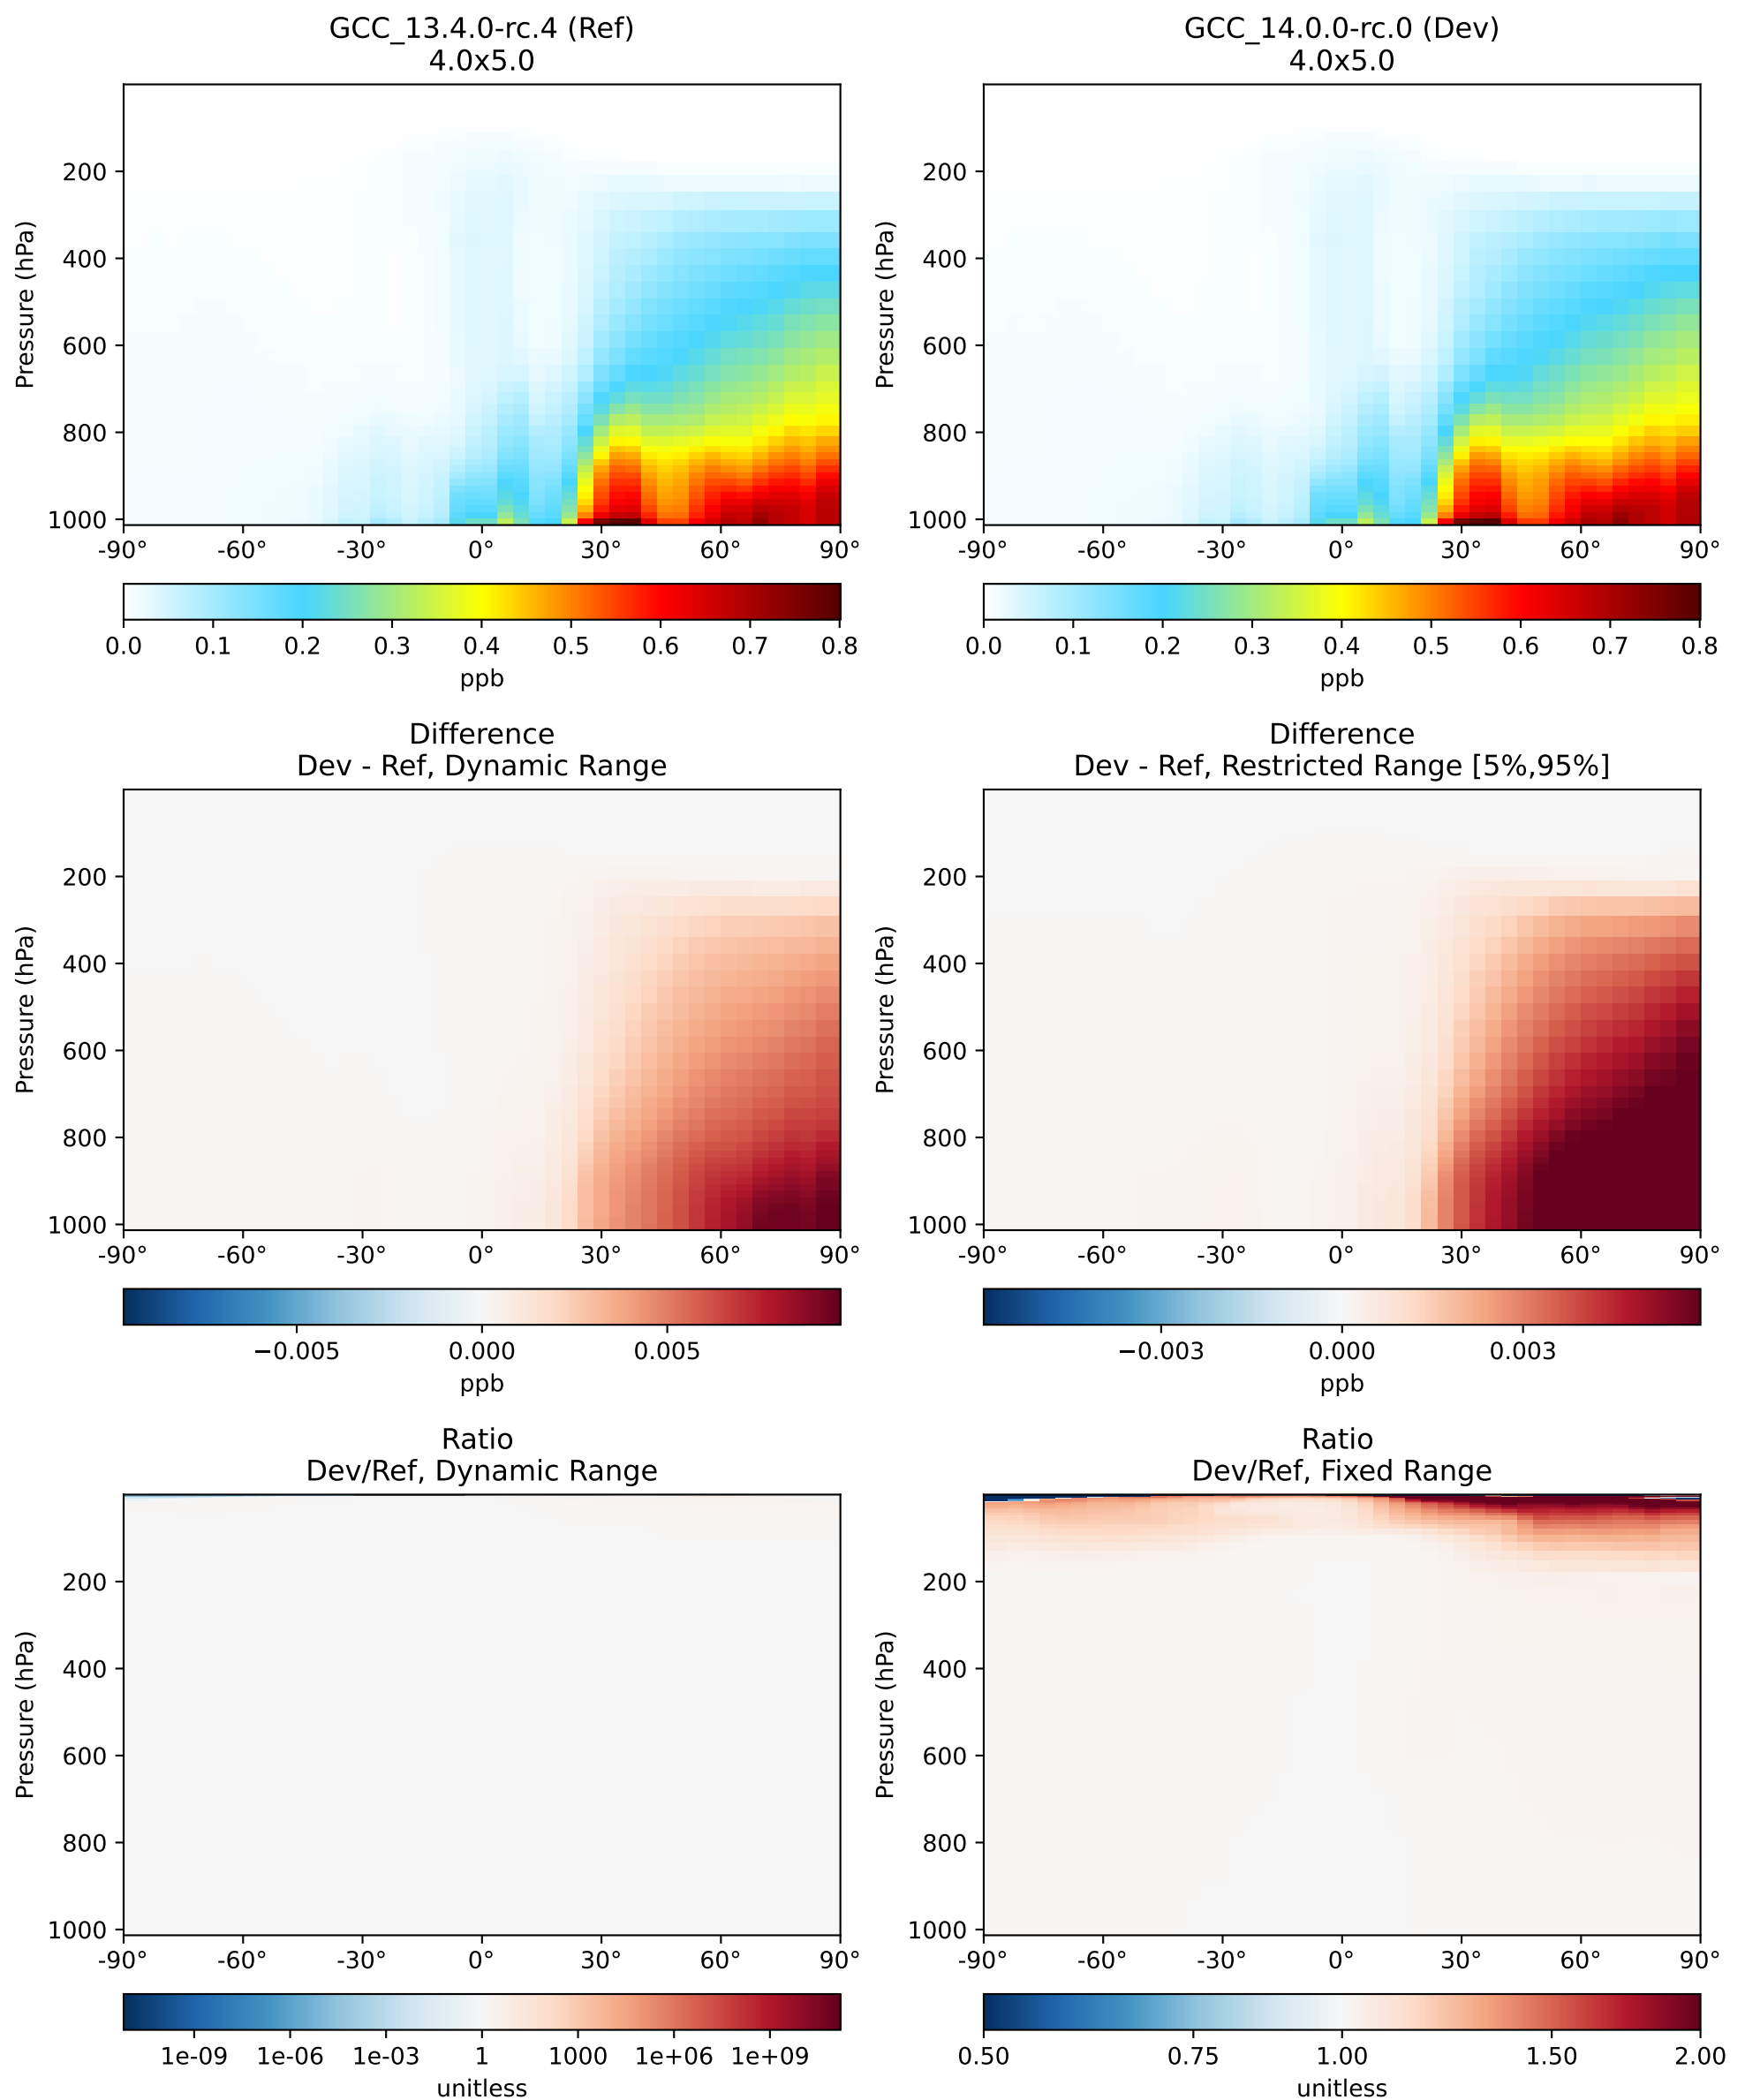 GCC_13.4.0-rc.4 (Ref)
4.0x5.0
Pressure (hPa)
200
400
600
800
1000
-90° -60° -30° 0° 30° 60° 90°
0.0 0.1 0.2 0.3 0.4 0.5 0.6 0.7 0.8
ppb
GCC_14.0.0-rc.0 (Dev)
4.0x5.0
Pressure (hPa)
200
400
600
800
1000
-90° -60° -30° 0° 30° 60° 90°
0.0 0.1 0.2 0.3 0.4 0.5 0.6 0.7 0.8
ppb
Difference
Dev - Ref, Dynamic Range
Pressure (hPa)
200
400
600
800
1000
-90° -60° -30° 0° 30° 60° 90°
−0.005 0.000 0.005
ppb
Difference
Dev - Ref, Restricted Range [5%,95%]
Pressure (hPa)
200
400
600
800
1000
-90° -60° -30° 0° 30° 60° 90°
−0.003 0.000 0.003
ppb
Ratio
Dev/Ref, Dynamic Range
Pressure (hPa)
200
400
600
800
1000
-90° -60° -30° 0° 30° 60° 90°
1e-09 1e-06 1e-03 1 1000 1e+06 1e+09
unitless
Ratio
Dev/Ref, Fixed Range
Pressure (hPa)
200
400
600
800
1000
-90° -60° -30° 0° 30° 60° 90°
0.50 0.75 1.00 1.50 2.00
unitless